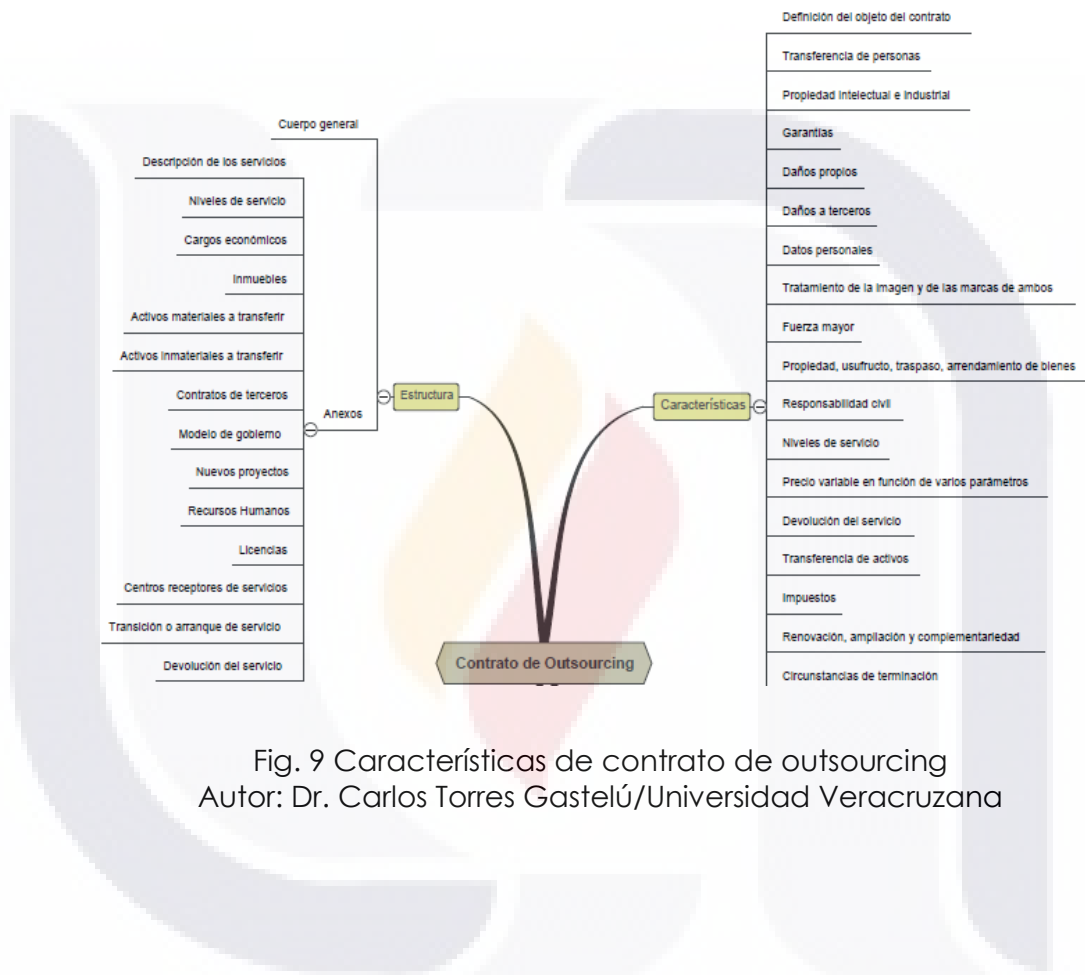 Cuerpo general
Descripción de los servicios
Niveles de servicio
Cargos económicos
Inmuebles
Activos materiales a transferir
Activos inmateriales a transferir
Contratos de terceros
Modelo de gobierno
Nuevos proyectos
Recursos Humanos
Licencias
Centros receptores de servicios
Transición o arranque de servicio
Devolución del servicio
Anexos
Estructura
Contrato de Outsourcing
Características
Definición del objeto del contrato
Transferencia de personas
Propiedad intelectual e industrial
Garantías
Daños propios
Daños a terceros
Datos personales
Tratamiento de la imagen y de las marcas de ambos
Fuerza mayor
Propiedad, usufructo, traspaso, arrendamiento de bienes
Responsabilidad civil
Niveles de servicio
Precio variable en función de varios parámetros
Devolución del servicio
Transferencia de activos
Impuestos
Renovación, ampliación y complementariedad
Circunstancias de terminación
Fig. 9 Características de contrato de outsourcing
Autor: Dr. Carlos Torres Gastelú/Universidad Veracruzana